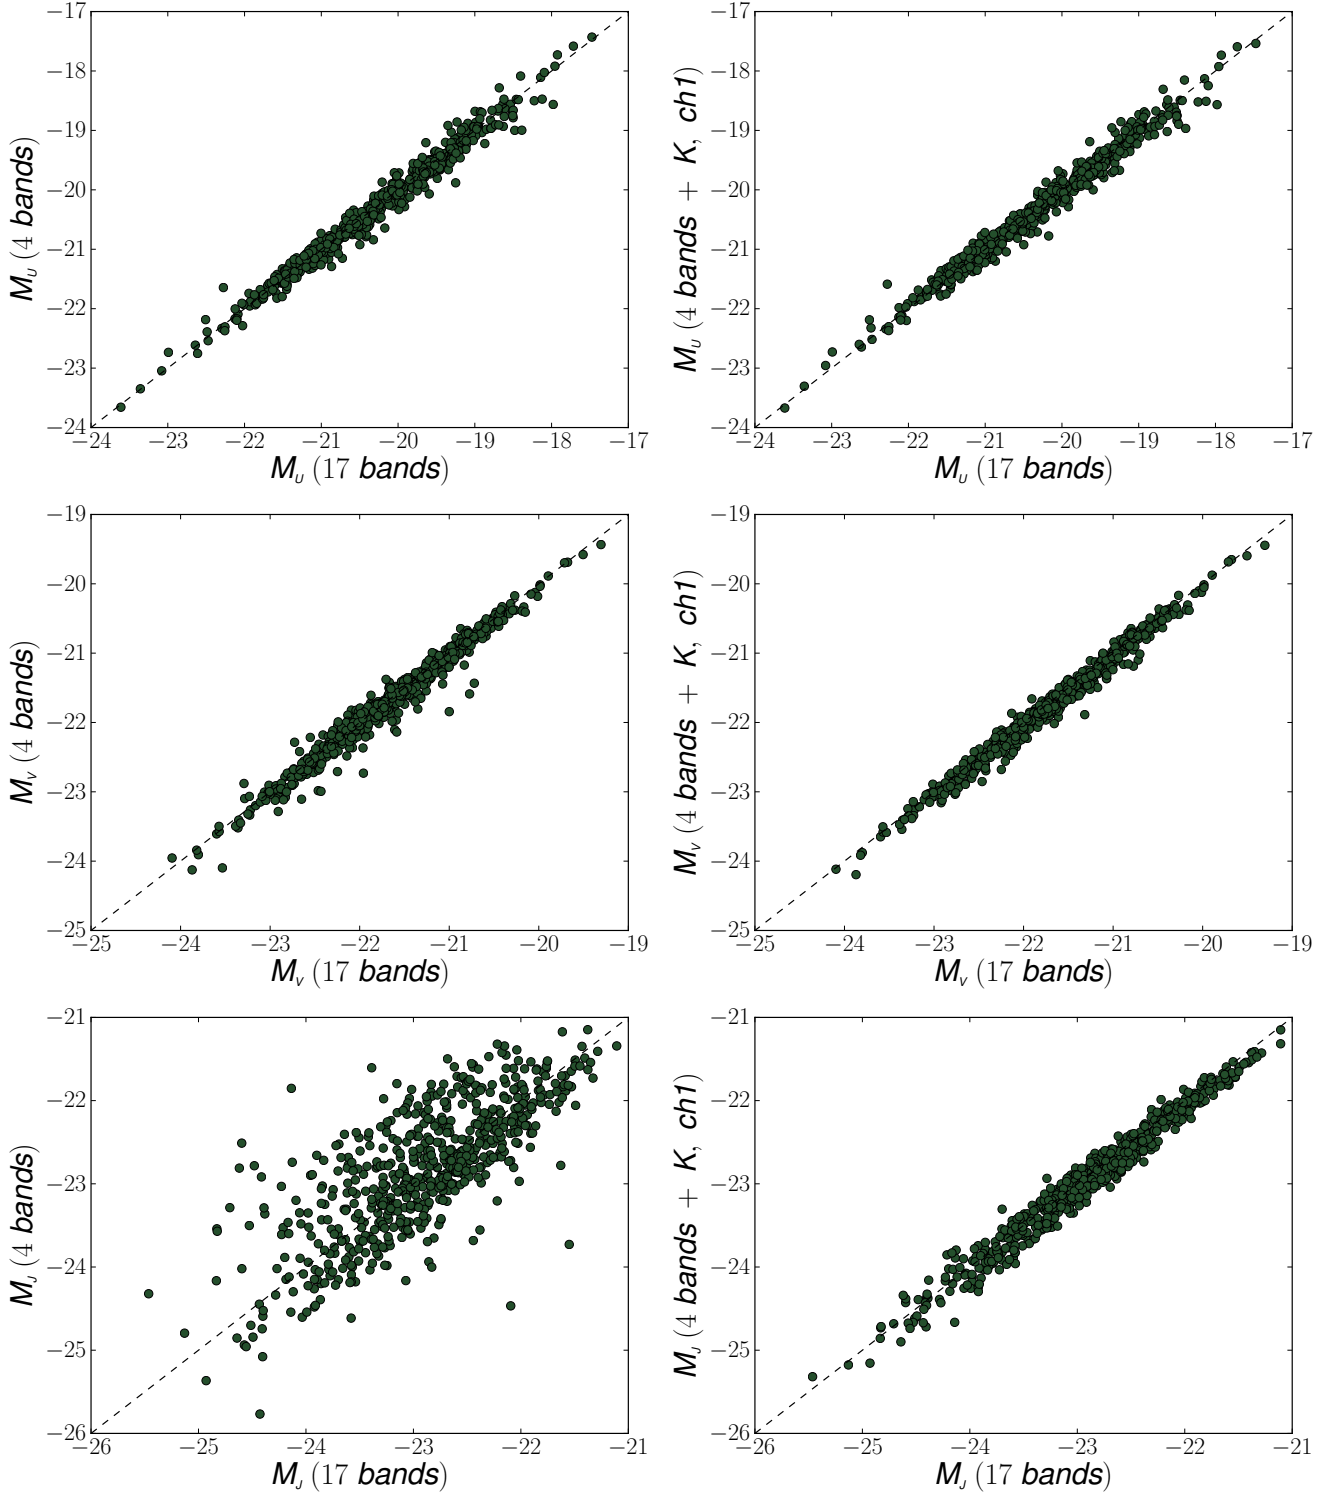 −17
−18
−19
−20
−21
−22
−23
−24
M_U (4 bands)
−24 −23 −22 −21 −20 −19 −18 −17
M_U (17 bands)
−17
−18
−19
−20
−21
−22
−23
−24
M_U (4 bands + K, ch1)
−24 −23 −22 −21 −20 −19 −18 −17
M_U (17 bands)
−19
−20
−21
−22
−23
−24
−25
M_V (4 bands)
−25 −24 −23 −22 −21 −20 −19
M_V (17 bands)
−19
−20
−21
−22
−23
−24
−25
M_V (4 bands + K, ch1)
−25 −24 −23 −22 −21 −20 −19
M_V (17 bands)
−21
−22
−23
−24
−25
−26
M_J (4 bands)
−26 −25 −24 −23 −22 −21
M_J (17 bands)
−21
−22
−23
−24
−25
−26
M_J (4 bands + K, ch1)
−26 −25 −24 −23 −22 −21
M_J (17 bands)